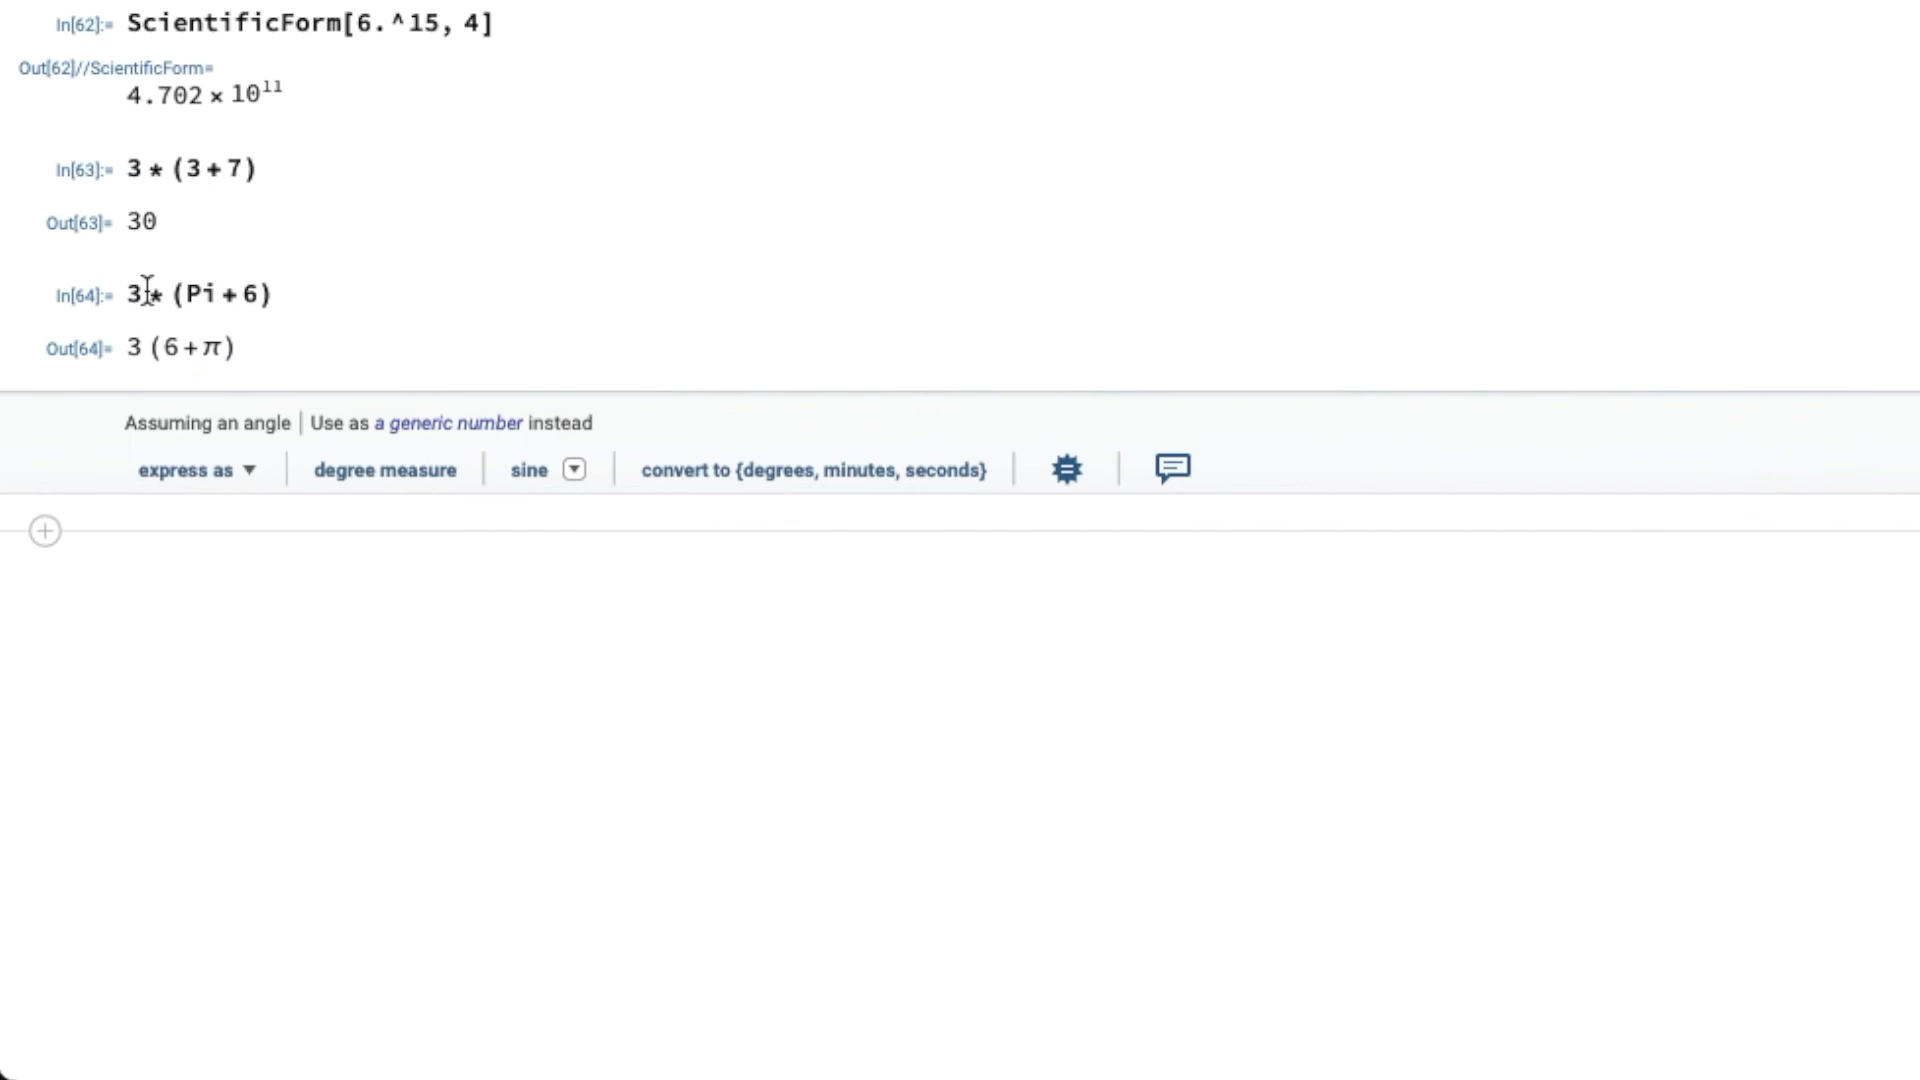 In[62]:= ScientificForm[6.^15, 4]
Out[62]//ScientificForm=
4.702 × 10¹¹
In[63]:= 3 * (3 + 7)
Out[63]= 30
In[64]:= 3 * (Pi + 6)
Out[64]= 3 (6 + π)
Assuming an angle | Use as a generic number instead
express as ▼ | degree measure | sine | convert to {degrees, minutes, seconds}